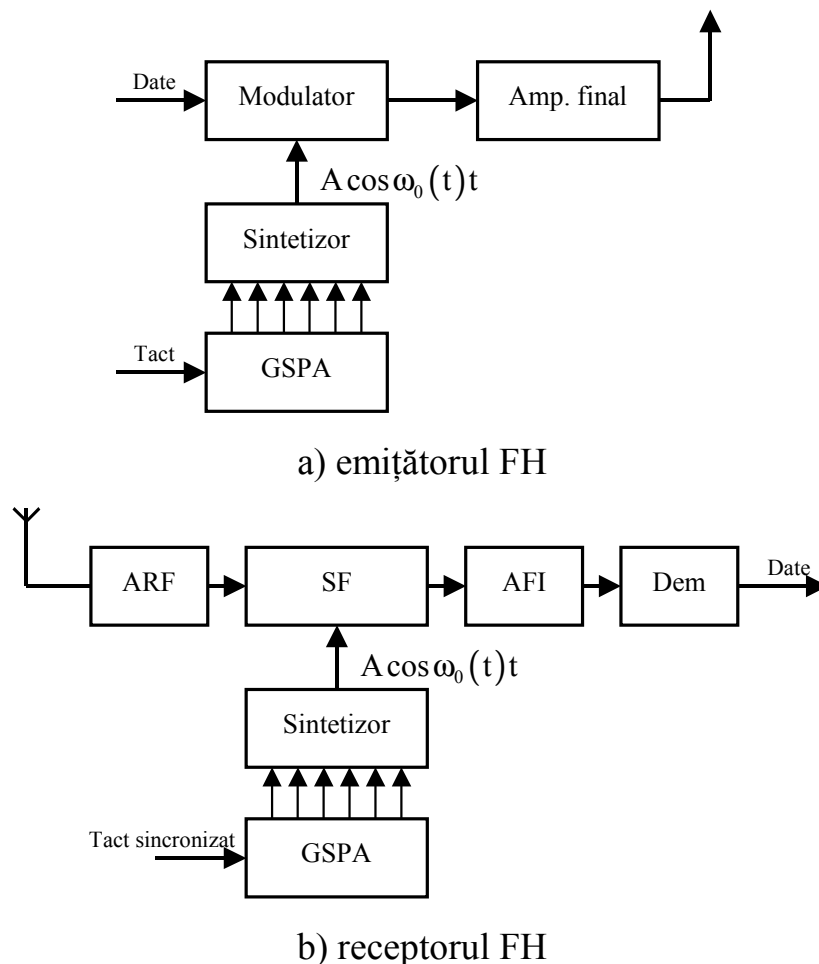 Date
Modulator
Amp. final
A cos ω₀(t)t
Sintetizor
Tact
GSPA
a) emițătorul FH
ARF
SF
AFI
Dem
Date
A cos ω₀(t)t
Sintetizor
Tact sincronizat
GSPA
b) receptorul FH